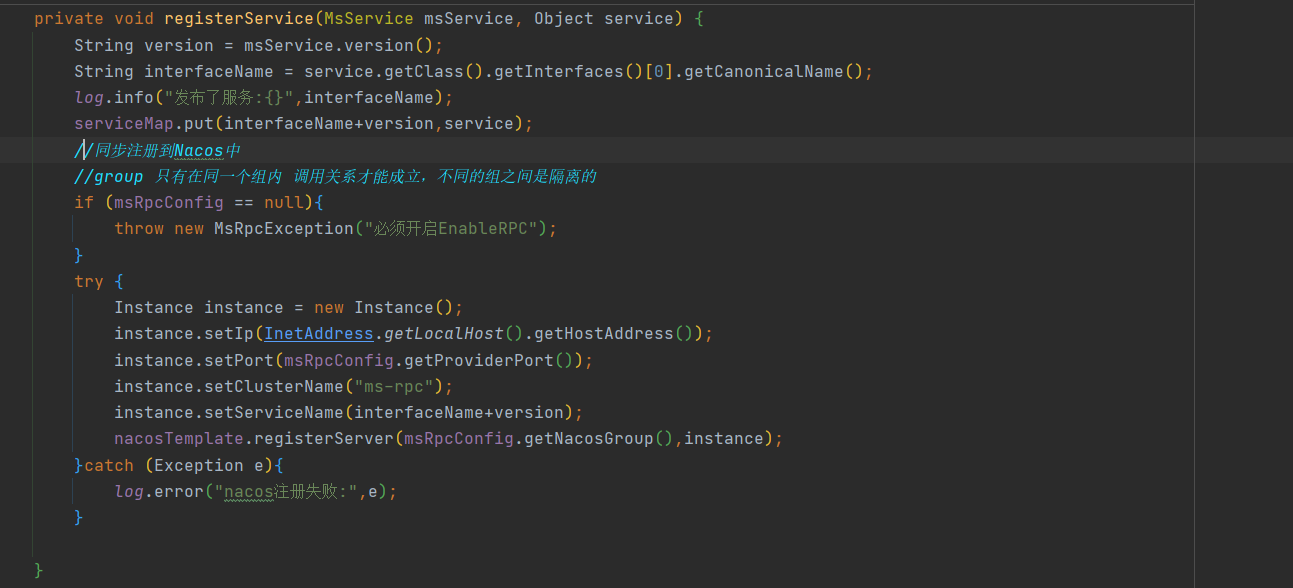 private void registerService(MsService msService, Object service) {
String version = msService.version();
String interfaceName = service.getClass().getInterfaces()[0].getCanonicalName();
log.info("发布了服务:{}",interfaceName);
serviceMap.put(interfaceName+version,service);
//同步注册到Nacos中
//group 只有在同一个组内 调用关系才能成立，不同的组之间是隔离的
if (msRpcConfig == null){
throw new MsRpcException("必须开启EnableRPC");
}
try {
Instance instance = new Instance();
instance.setIp(InetAddress.getLocalHost().getHostAddress());
instance.setPort(msRpcConfig.getProviderPort());
instance.setClusterName("ms-rpc");
instance.setServiceName(interfaceName+version);
nacosTemplate.registerServer(msRpcConfig.getNacosGroup(),instance);
}catch (Exception e){
log.error("nacos注册失败:",e);
}
}